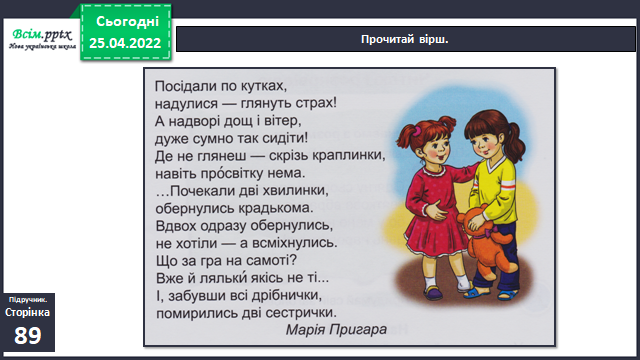 Всім.pptx
Нова українська школа
Сьогодні
25.04.2022
Прочитай вірш.
Посідали по кутках,
надулися — глянуть страх!
А надворі дощ і вітер,
дуже сумно так сидіти!
Де не глянеш — скрізь краплинки,
навіть про́світку нема.
…Почекали дві хвилинки,
обернулись крадькома.
Вдвох одразу обернулись,
не хотіли — а всміхнулись.
Що за гра на самоті?
Вже й ляльки́ якісь не ті...
І, забувши всі дрібнички,
помирились дві сестрички.
Марія Пригара
Підручник.
Сторінка
89